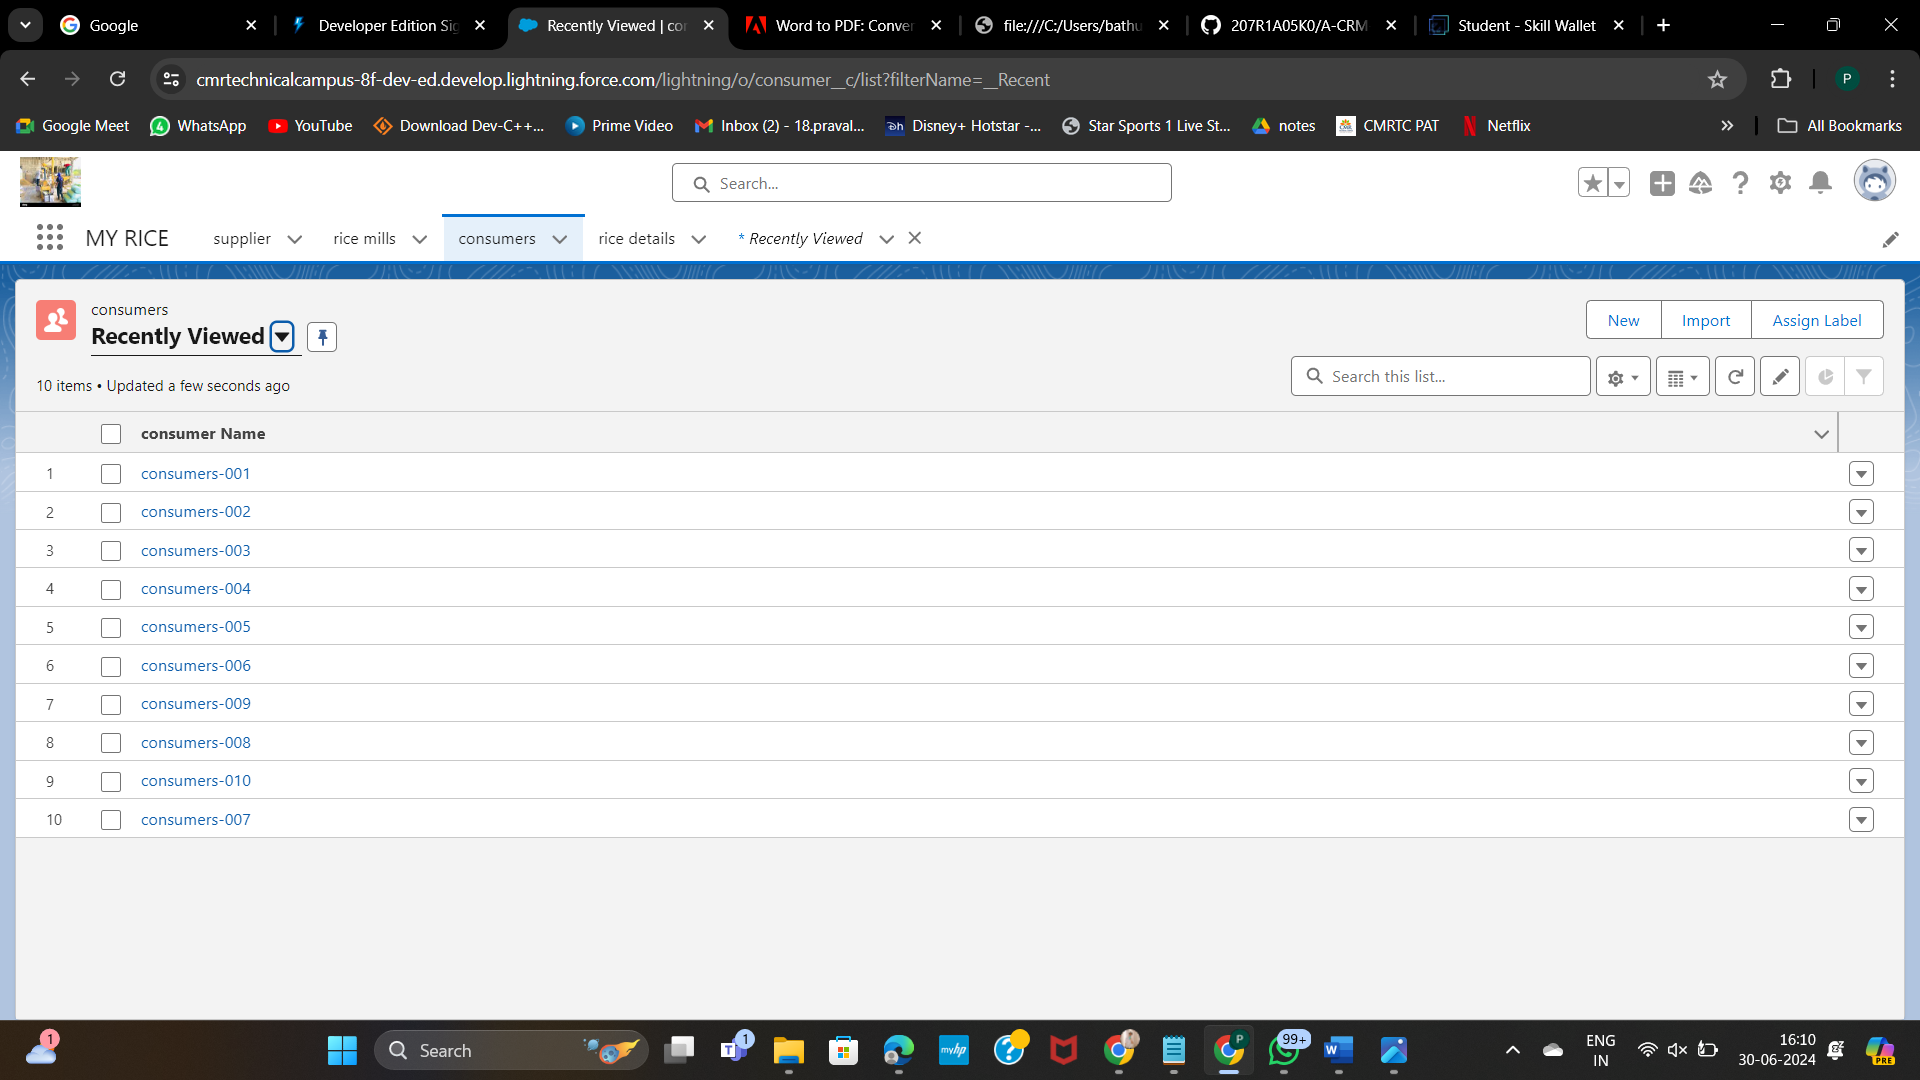 Google
Developer Edition Sig
Recently Viewed | co
Word to PDF: Conver
file:///C:/Users/bathu
207R1A05K0/A-CRM
Student - Skill Wallet
cmrtechnicalcampus-8f-dev-ed.develop.lightning.force.com/lightning/o/consumer__c/list?filterName=__Recent
P
Google Meet
WhatsApp
YouTube
Download Dev-C++...
Prime Video
Inbox (2) - 18.praval...
Disney+ Hotstar -...
Star Sports 1 Live St...
notes
CMRTC PAT
Netflix
All Bookmarks
Search...
MY RICE
supplier
rice mills
consumers
rice details
* Recently Viewed
consumers
Recently Viewed
New
Import
Assign Label
10 items • Updated a few seconds ago
Search this list...
consumer Name
1 consumers-001
2 consumers-002
3 consumers-003
4 consumers-004
5 consumers-005
6 consumers-006
7 consumers-009
8 consumers-008
9 consumers-010
10 consumers-007
1
Search
1
myhp
P
99+
ENG
IN
16:10
30-06-2024
PRE